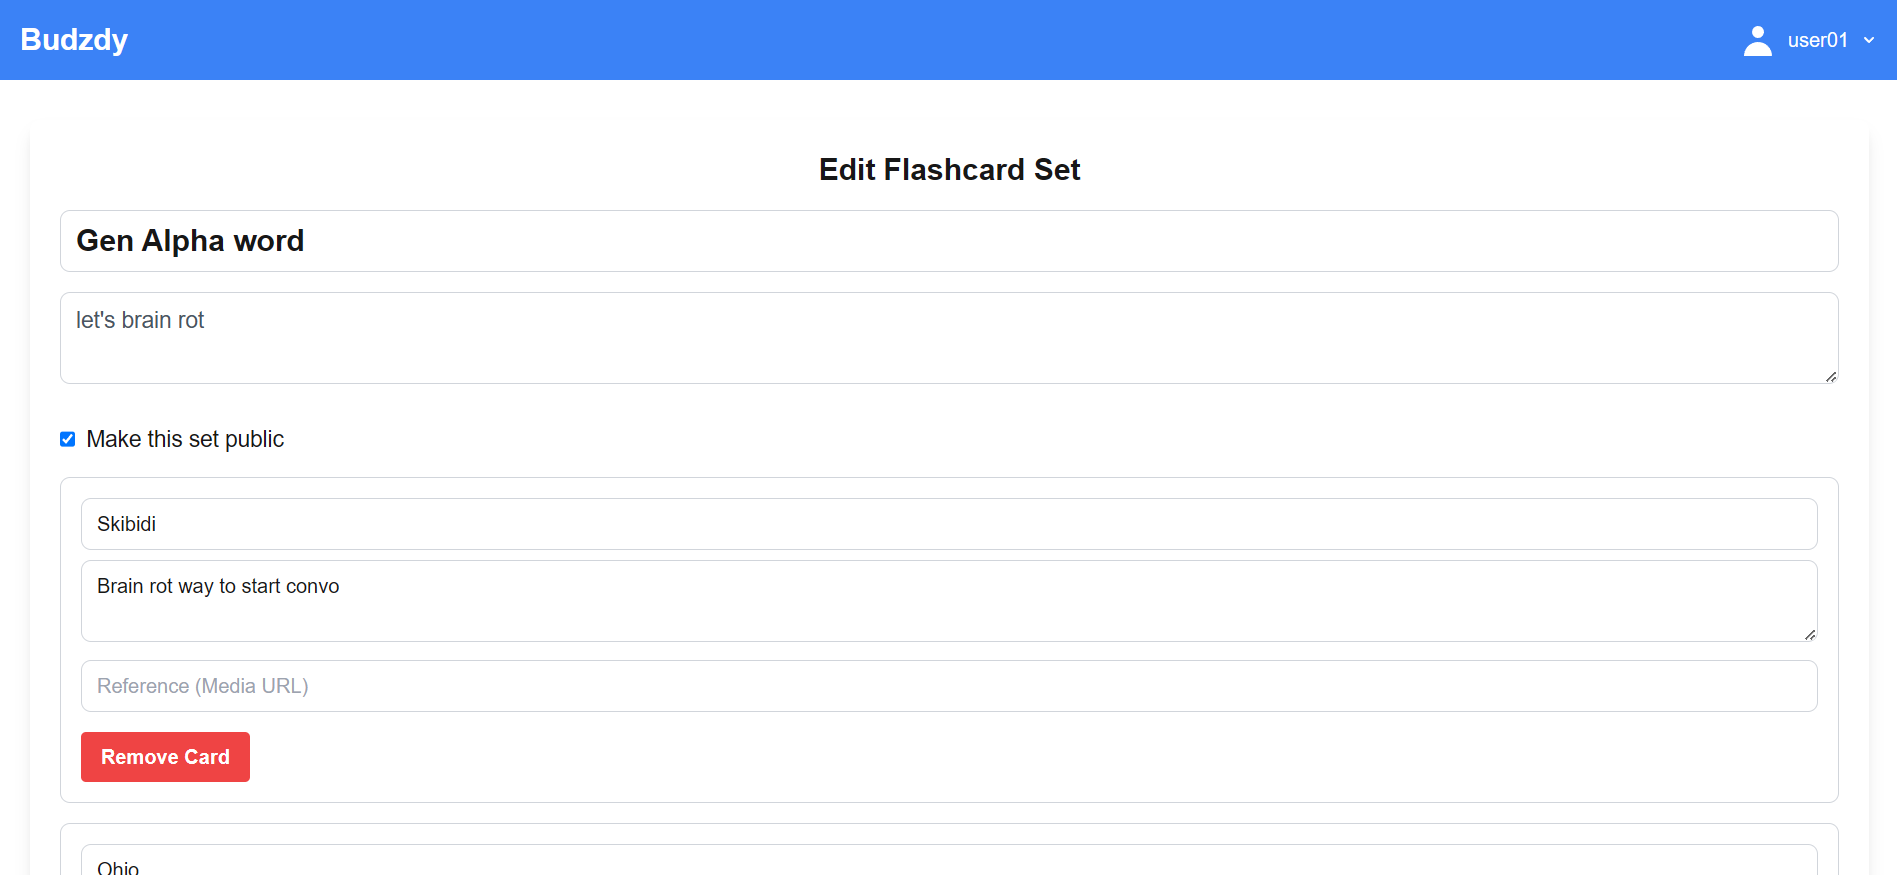 Budzdy
user01
Edit Flashcard Set
Gen Alpha word
let's brain rot
Make this set public
Skibidi
Brain rot way to start convo
Reference (Media URL)
Remove Card
Ohio